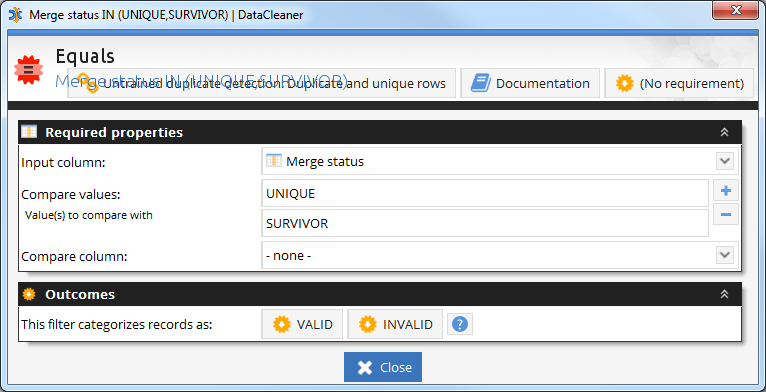 Merge status IN (UNIQUE,SURVIVOR) | DataCleaner
Equals
Merge status IN (UNIQUE,SURVIVOR)
Untrained duplicate detection: Duplicate and unique rows
Documentation
(No requirement)
Required properties
Input column:
Merge status
Compare values:
UNIQUE
Value(s) to compare with
SURVIVOR
Compare column:
- none -
Outcomes
This filter categorizes records as:
VALID
INVALID
?
Close